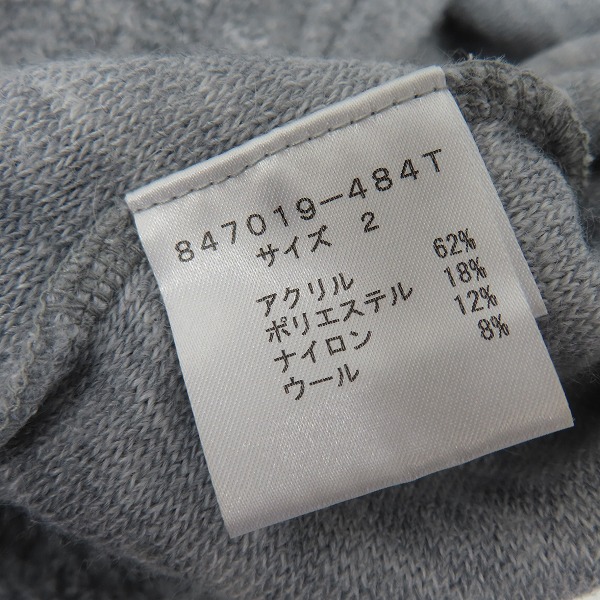 847019-484T
サイズ 2
アクリル 62%
ポリエステル 18%
ナイロン 12%
ウール 8%